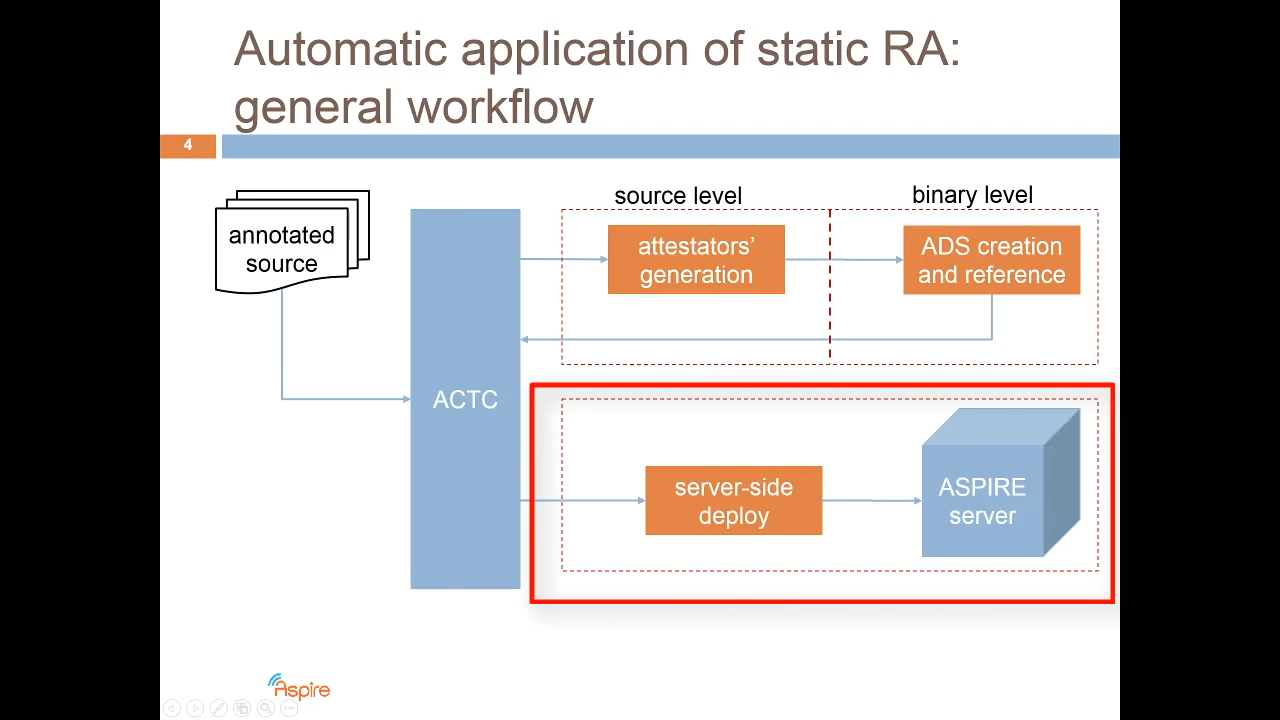 Automatic application of static RA:
general workflow
4
source level
binary level
annotated
source
attestators’
generation
ADS creation
and reference
ACTC
server-side
deploy
ASPIRE
server
Aspire